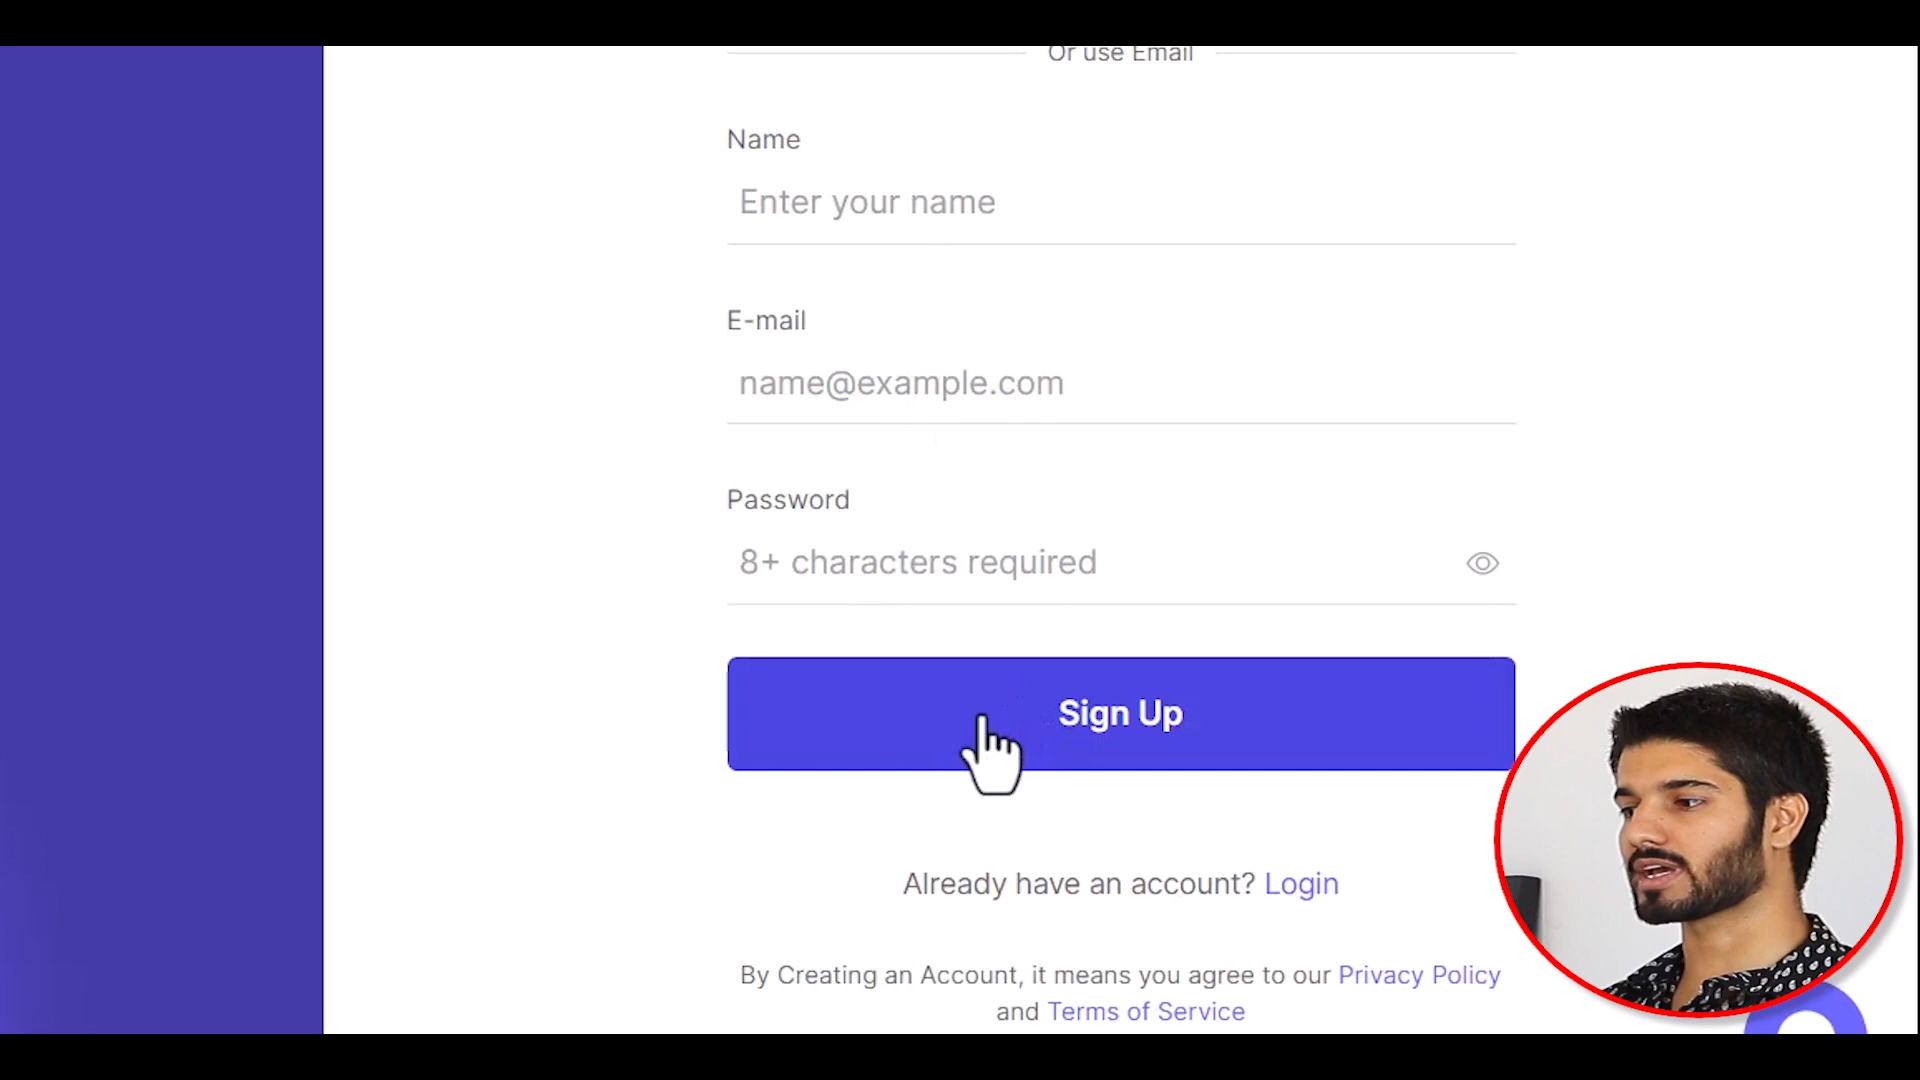 Or use Email
Name
Enter your name
E-mail
name@example.com
Password
8+ characters required
Sign Up
Already have an account? Login
By Creating an Account, it means you agree to our Privacy Policy
and Terms of Service